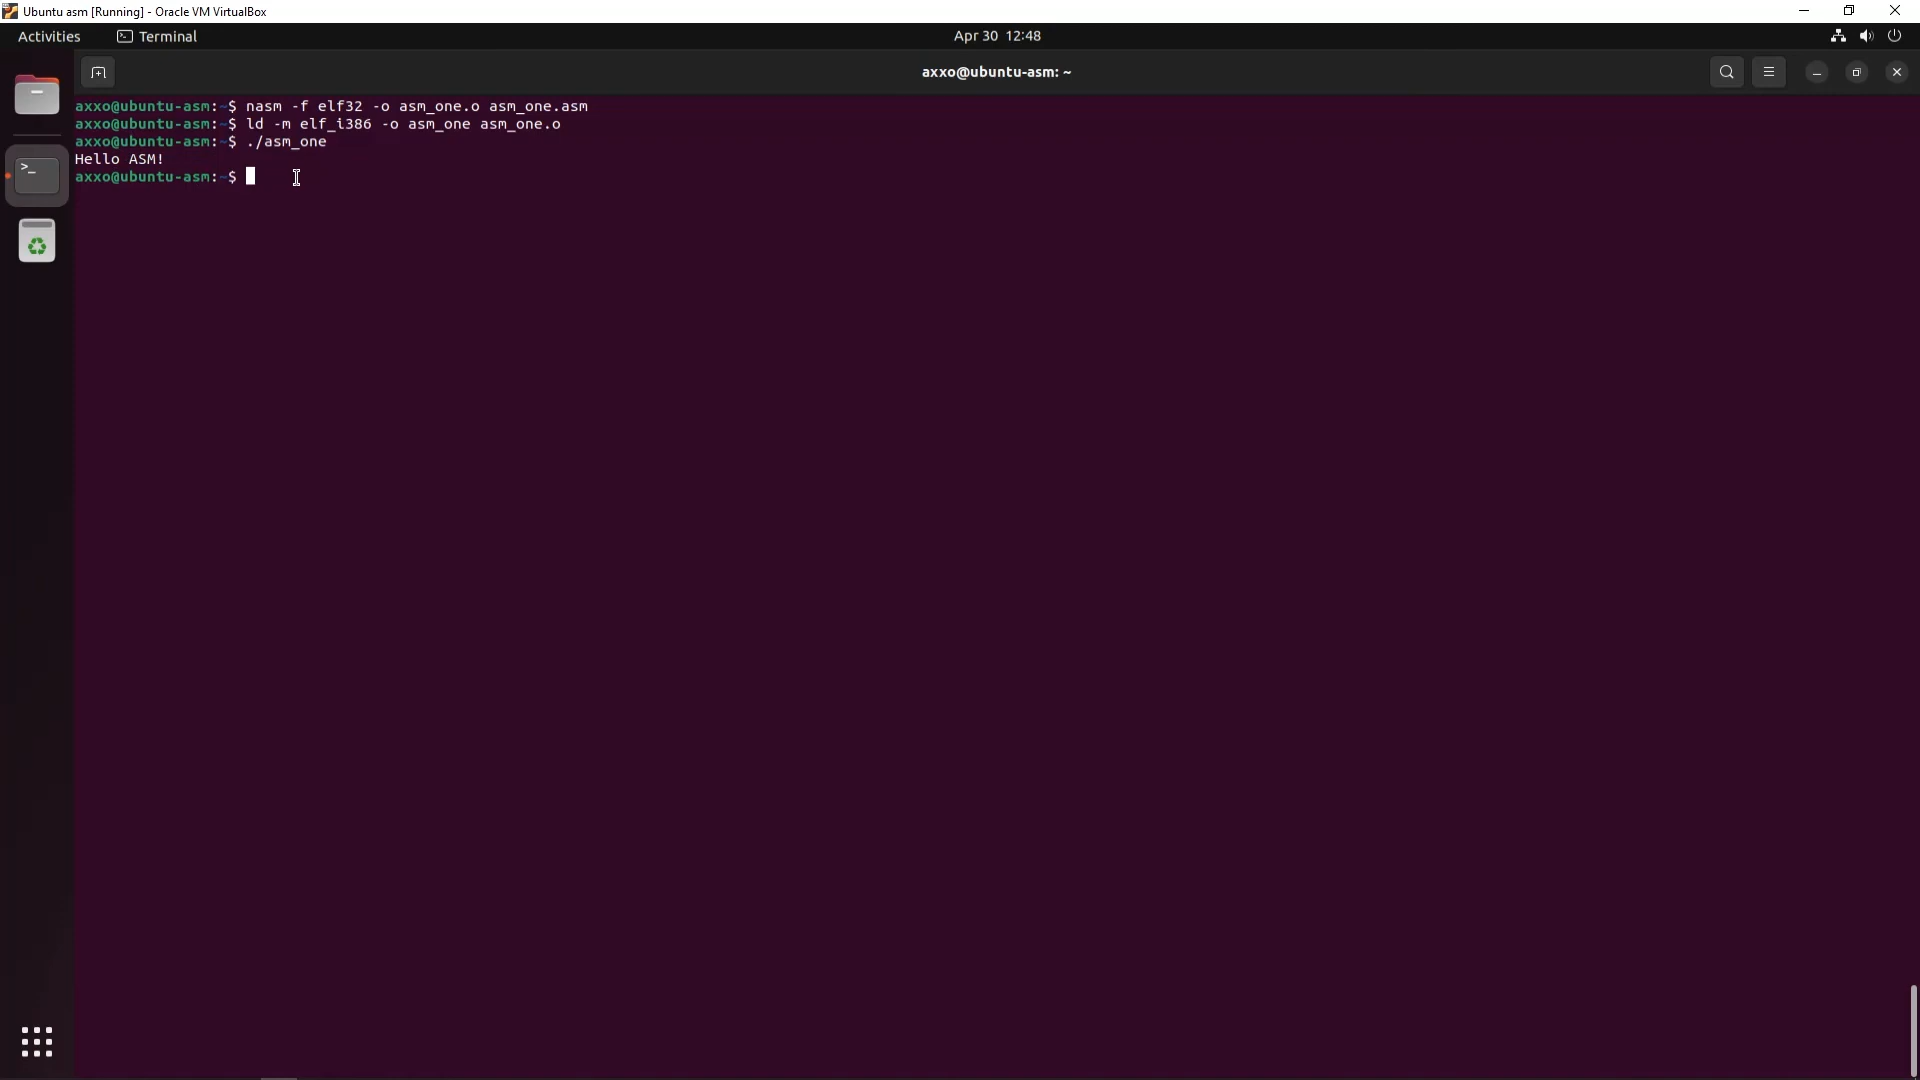 Ubuntu asm [Running] - Oracle VM VirtualBox
Activities
Terminal
Apr 30 12:48
axxo@ubuntu-asm: ~
axxo@ubuntu-asm:~$ nasm -f elf32 -o asm_one.o asm_one.asm
axxo@ubuntu-asm:~$ ld -m elf_i386 -o asm_one asm_one.o
axxo@ubuntu-asm:~$ ./asm_one
Hello ASM!
axxo@ubuntu-asm:~$